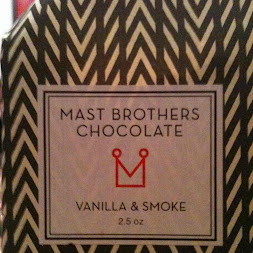 MAST BROTHERS
CHOCOLATE
VANILLA & SMOKE
2.5 oz